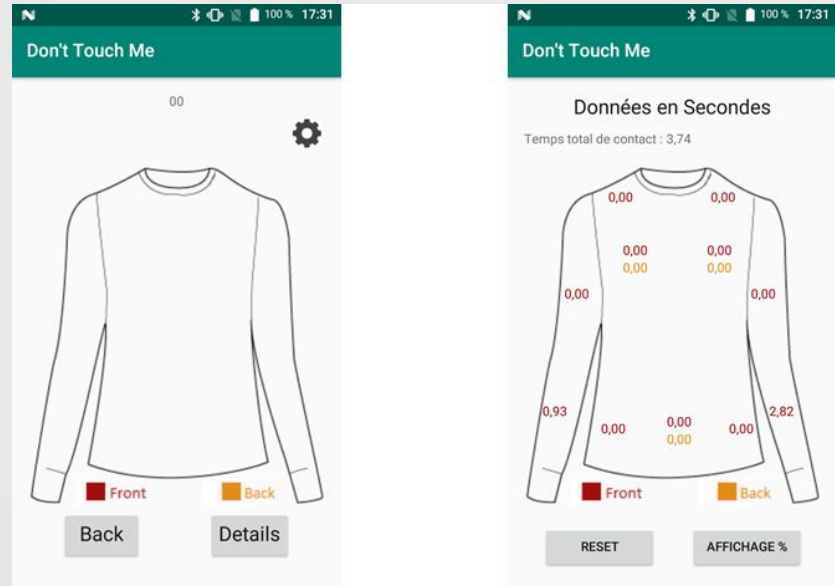 100 % 17:31
Don't Touch Me
00
Front Back
Back Details
100 % 17:31
Don't Touch Me
Données en Secondes
Temps total de contact : 3,74
0,00 0,00
0,00 0,00
0,00 0,00
0,00 0,00
0,93 2,82
0,00 0,00 0,00
0,00
Front Back
RESET AFFICHAGE %